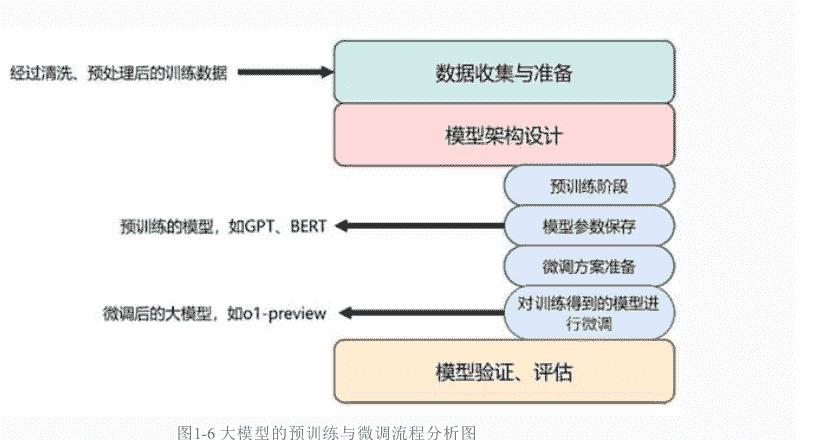 经过清洗、预处理后的训练数据
数据收集与准备
模型架构设计
预训练阶段
预训练的模型，如GPT、BERT
模型参数保存
微调方案准备
微调后的大模型，如o1-preview
对训练得到的模型进
行微调
模型验证、评估
图1-6 大模型的预训练与微调流程分析图